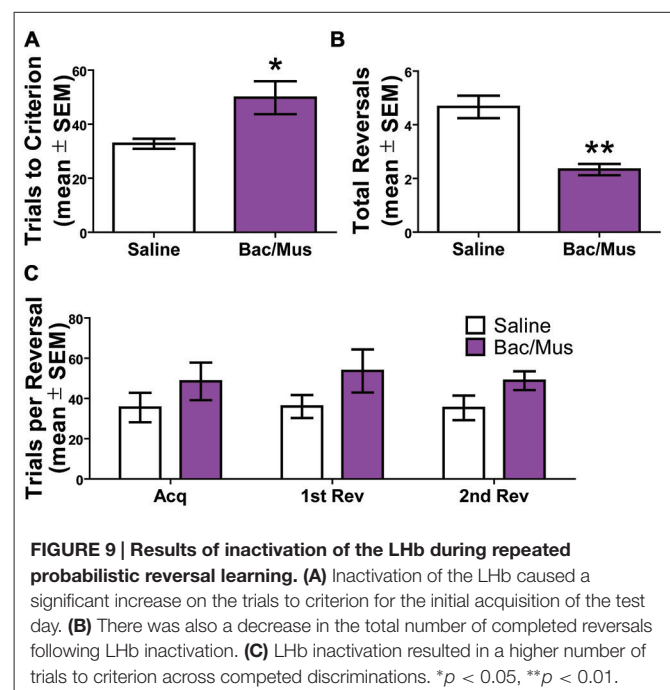 A
Trials to Criterion
(mean ± SEM)
60
40
20
0
*
Saline
Bac/Mus
B
Total Reversals
(mean ± SEM)
6
4
2
0
**
Saline
Bac/Mus
C
Trials per Reversal
(mean ± SEM)
80
60
40
20
0
Saline
Bac/Mus
Acq
1st Rev
2nd Rev
FIGURE 9 | Results of inactivation of the LHb during repeated
probabilistic reversal learning. (A) Inactivation of the LHb caused a
significant increase on the trials to criterion for the initial acquisition of the test
day. (B) There was also a decrease in the total number of completed reversals
following LHb inactivation. (C) LHb inactivation resulted in a higher number of
trials to criterion across competed discriminations. *p < 0.05, **p < 0.01.